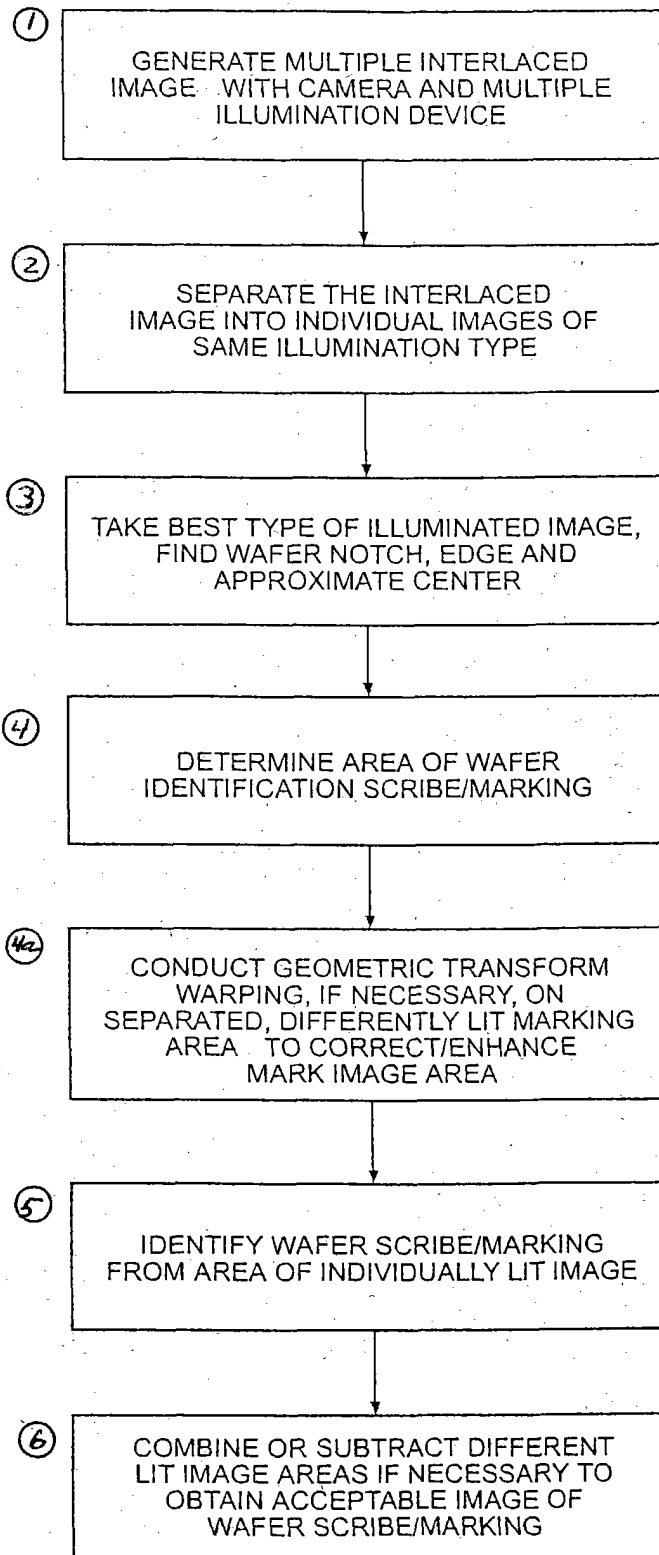 1
GENERATE MULTIPLE INTERLACED
IMAGE WITH CAMERA AND MULTIPLE
ILLUMINATION DEVICE
2
SEPARATE THE INTERLACED
IMAGE INTO INDIVIDUAL IMAGES OF
SAME ILLUMINATION TYPE
3
TAKE BEST TYPE OF ILLUMINATED IMAGE,
FIND WAFER NOTCH, EDGE AND
APPROXIMATE CENTER
4
DETERMINE AREA OF WAFER
IDENTIFICATION SCRIBE/MARKING
4a
CONDUCT GEOMETRIC TRANSFORM
WARPING, IF NECESSARY, ON
SEPARATED, DIFFERENTLY LIT MARKING
AREA TO CORRECT/ENHANCE
MARK IMAGE AREA
5
IDENTIFY WAFER SCRIBE/MARKING
FROM AREA OF INDIVIDUALLY LIT IMAGE
6
COMBINE OR SUBTRACT DIFFERENT
LIT IMAGE AREAS IF NECESSARY TO
OBTAIN ACCEPTABLE IMAGE OF
WAFER SCRIBE/MARKING